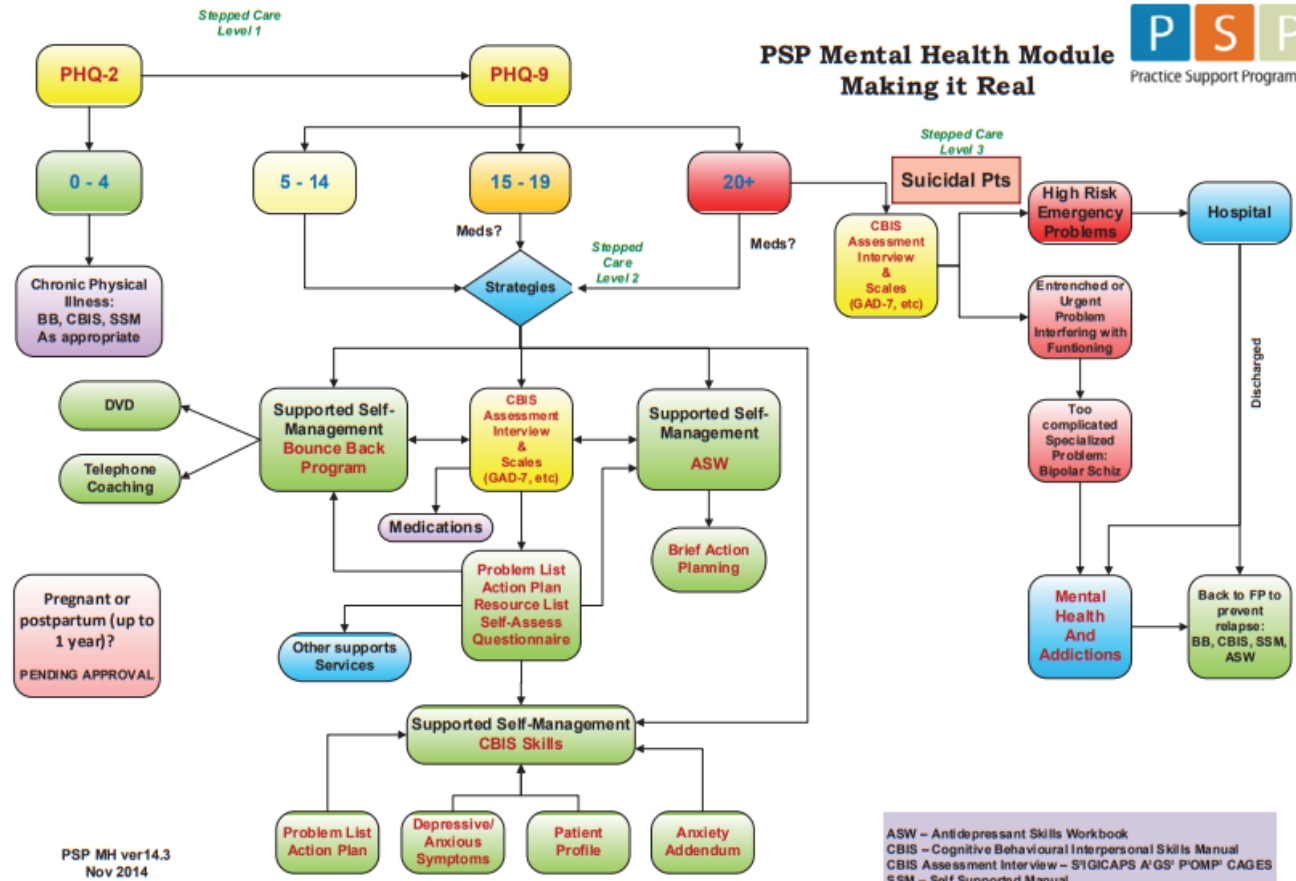 Stepped Care
Level 1
PSP Mental Health Module
Making it Real
P S P
Practice Support Program
PHQ-2
PHQ-9
0 - 4
5 - 14
15 - 19
20+
Stepped Care
Level 3
Suicidal Pts
High Risk
Emergency
Problems
Hospital
Meds?
Meds?
Stepped
Care
Level 2
Strategies
CBIS
Assessment
Interview
&
Scales
(GAD-7, etc)
Chronic Physical
Illness:
BB, CBIS, SSM
As appropriate
Entrenched or
Urgent
Problem
Interfering with
Funtioning
Discharged
DVD
Telephone
Coaching
Supported Self-
Management
Bounce Back
Program
CBIS
Assessment
Interview
&
Scales
(GAD-7, etc)
Supported Self-
Management
ASW
Too
complicated
Specialized
Problem:
Bipolar Schiz
Medications
Brief Action
Planning
Problem List
Action Plan
Resource List
Self-Assess
Questionnaire
Other supports
Services
Pregnant or
postpartum (up to
1 year)?
PENDING APPROVAL
Mental
Health
And
Addictions
Back to FP to
prevent
relapse:
BB, CBIS, SSM,
ASW
Supported Self-Management
CBIS Skills
Problem List
Action Plan
Depressive/
Anxious
Symptoms
Patient
Profile
Anxiety
Addendum
PSP MH ver14.3
Nov 2014
ASW – Antidepressant Skills Workbook
CBIS – Cognitive Behavioural Interpersonal Skills Manual
CBIS Assessment Interview – S²IGICAPS A²GS² P²OMP² CAGES
SSM – Self Supported Manual